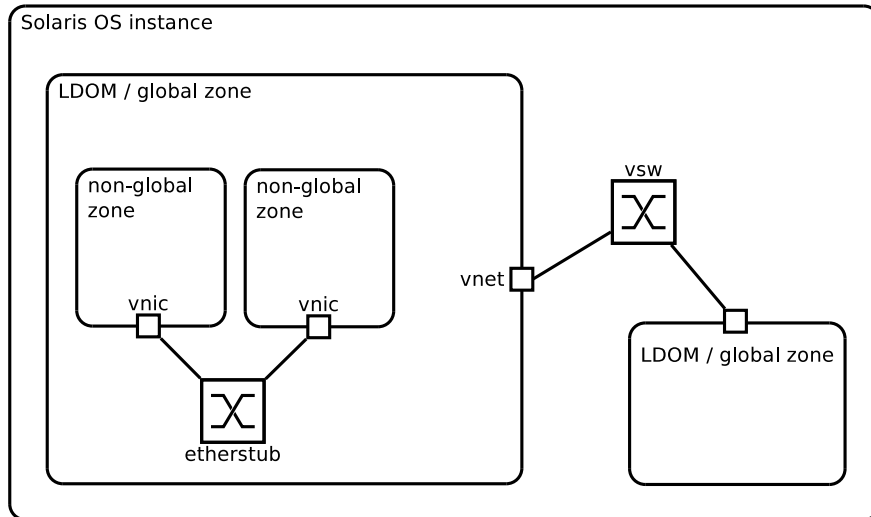 Solaris OS instance
LDOM / global zone
non-global
zone
non-global
zone
vnic
vnic
etherstub
vnet
vsw
LDOM / global zone